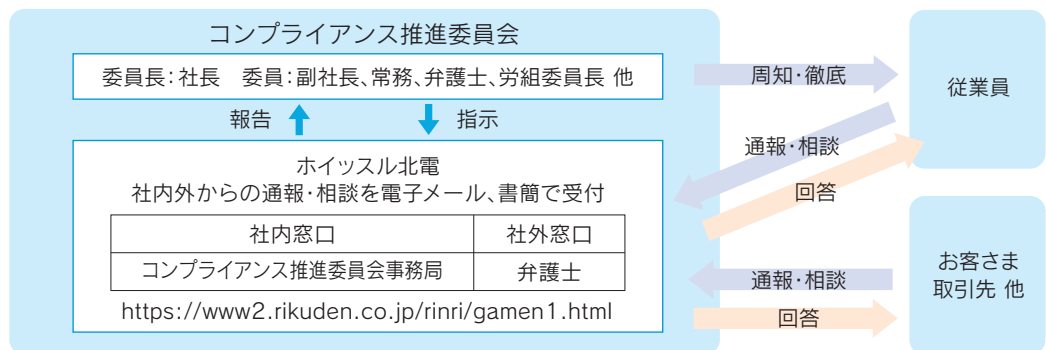 コンプライアンス推進委員会
委員長：社長　委員：副社長、常務、弁護士、労組委員長 他
報告
指示
ホイッスル北電
社内外からの通報・相談を電子メール、書簡で受付
社内窓口
社外窓口
コンプライアンス推進委員会事務局
弁護士
https://www2.rikuden.co.jp/rinri/gamen1.html
周知・徹底
通報・相談
回答
従業員
通報・相談
回答
お客さま
取引先 他